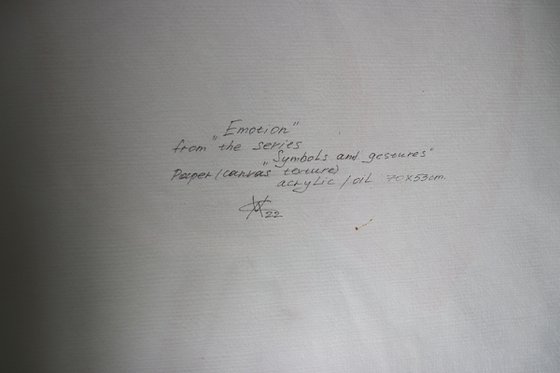 „Emotion"
from the series
„Symbols and gestures"
Paper (canvas texture)
acrylic / oil 70x53cm.
22